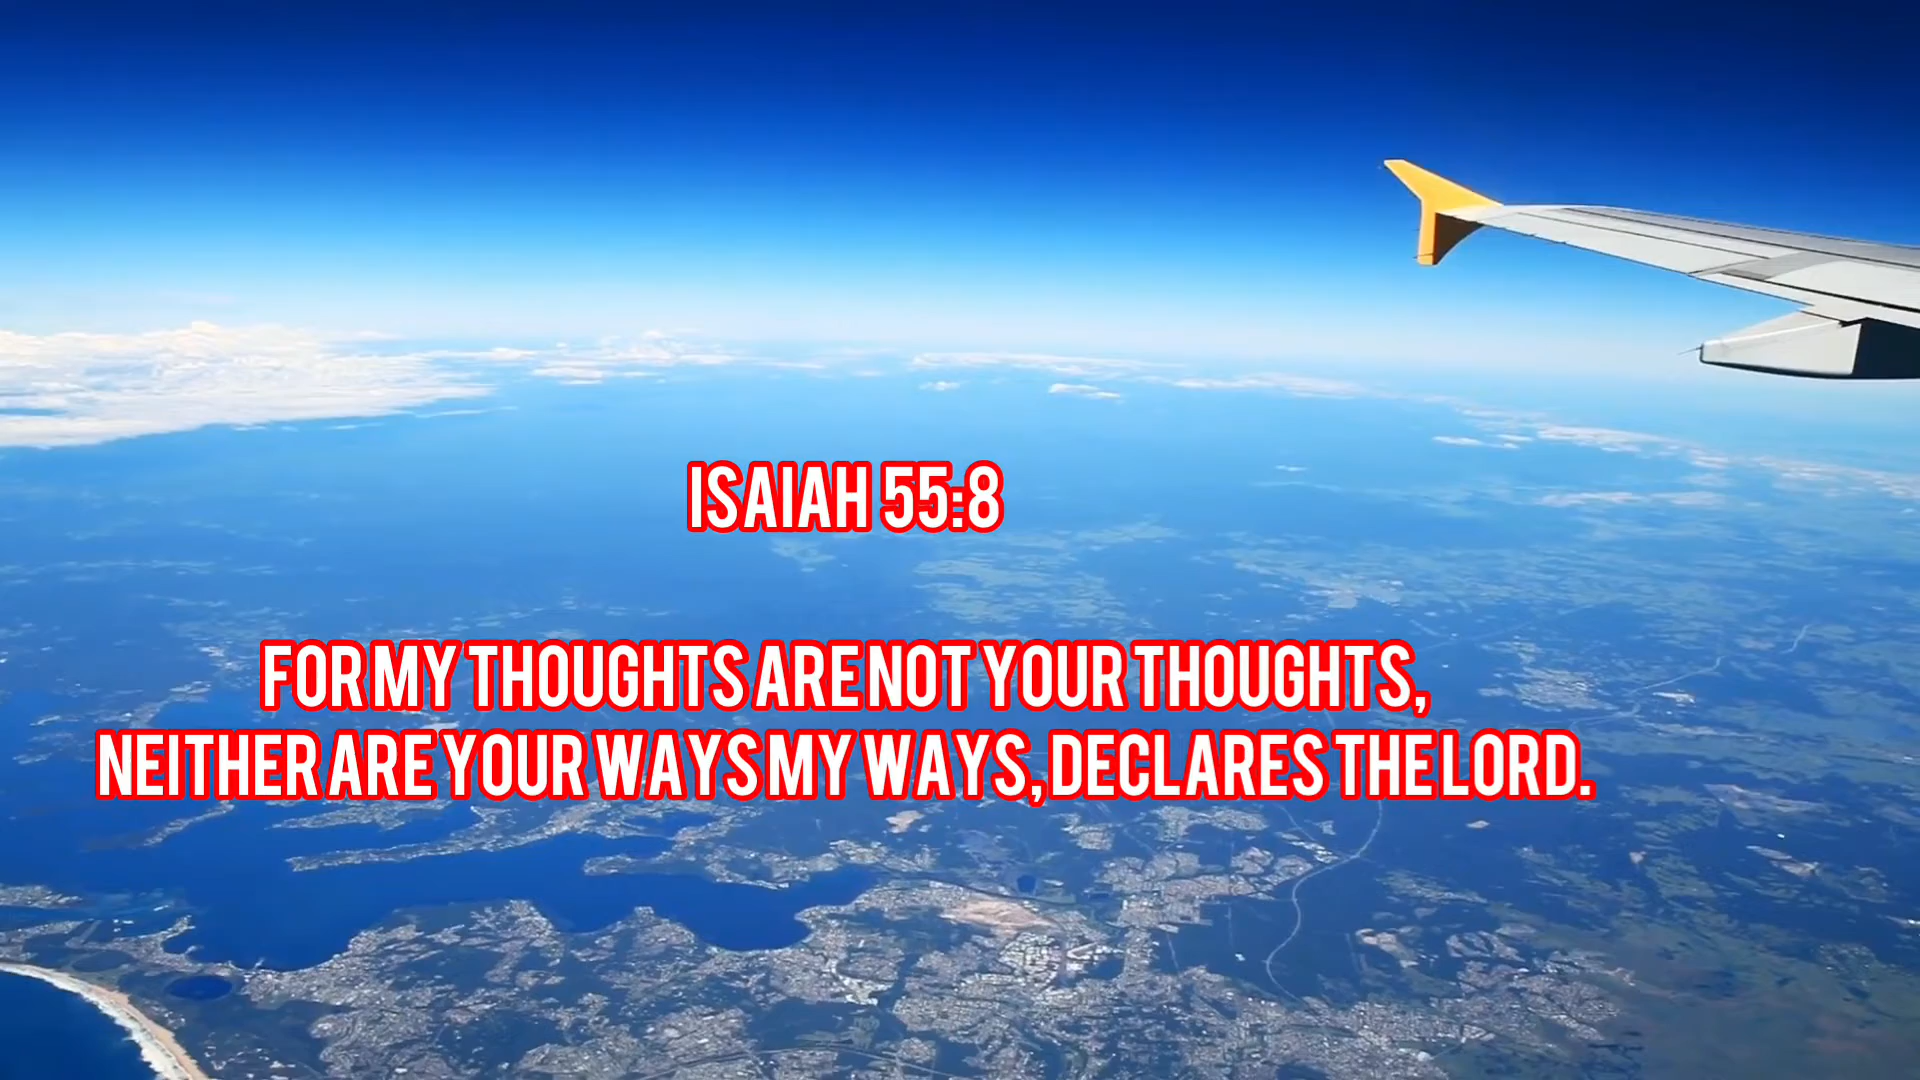 ISAIAH 55:8
FOR MY THOUGHTS ARE NOT YOUR THOUGHTS,
NEITHER ARE YOUR WAYS MY WAYS, DECLARES THE LORD.